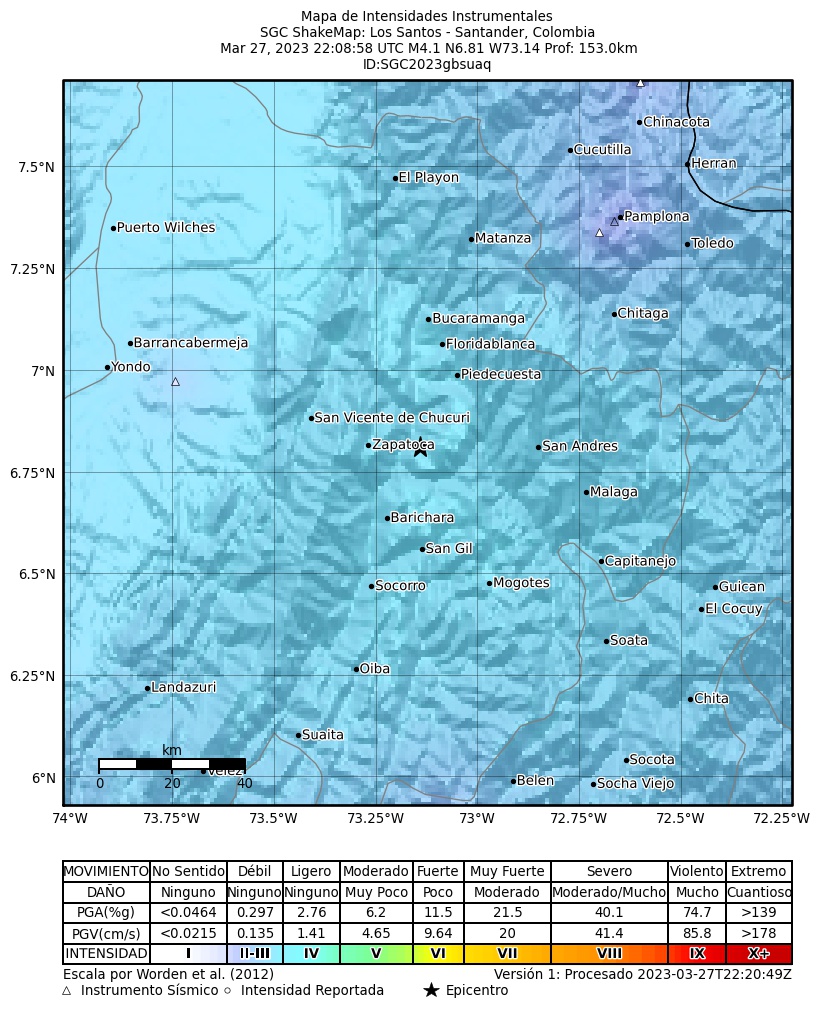 Mapa de Intensidades Instrumentales
SGC ShakeMap: Los Santos - Santander, Colombia
Mar 27, 2023 22:08:58 UTC M4.1 N6.81 W73.14 Prof: 153.0km
ID:SGC2023gbsuaq
Chinacota
Cucutilla
7.5°N
Herran
El Playon
Pamplona
Puerto Wilches
Matanza
Toledo
7.25°N
Chitaga
Bucaramanga
Barrancabermeja
Floridablanca
Yondo
7°N
Piedecuesta
San Vicente de Chucuri
Zapatoca
San Andres
6.75°N
Malaga
Barichara
San Gil
Capitanejo
6.5°N
Socorro
Mogotes
Guican
El Cocuy
Soata
Oiba
6.25°N
Landazuri
Chita
Suaita
km
Socota
Velez
6°N
0 20 40
Belen
Socha Viejo
74°W 73.75°W 73.5°W 73.25°W 73°W 72.75°W 72.5°W 72.25°W
MOVIMIENTO No Sentido Débil Ligero Moderado Fuerte Muy Fuerte Severo Violento Extremo
DAÑO Ninguno Ninguno Ninguno Muy Poco Poco Moderado Moderado/Mucho Mucho Cuantioso
PGA(%g) <0.0464 0.297 2.76 6.2 11.5 21.5 40.1 74.7 >139
PGV(cm/s) <0.0215 0.135 1.41 4.65 9.64 20 41.4 85.8 >178
INTENSIDAD I II-III IV V VI VII VIII IX X+
Escala por Worden et al. (2012) Versión 1: Procesado 2023-03-27T22:20:49Z
Instrumento Sísmico Intensidad Reportada Epicentro